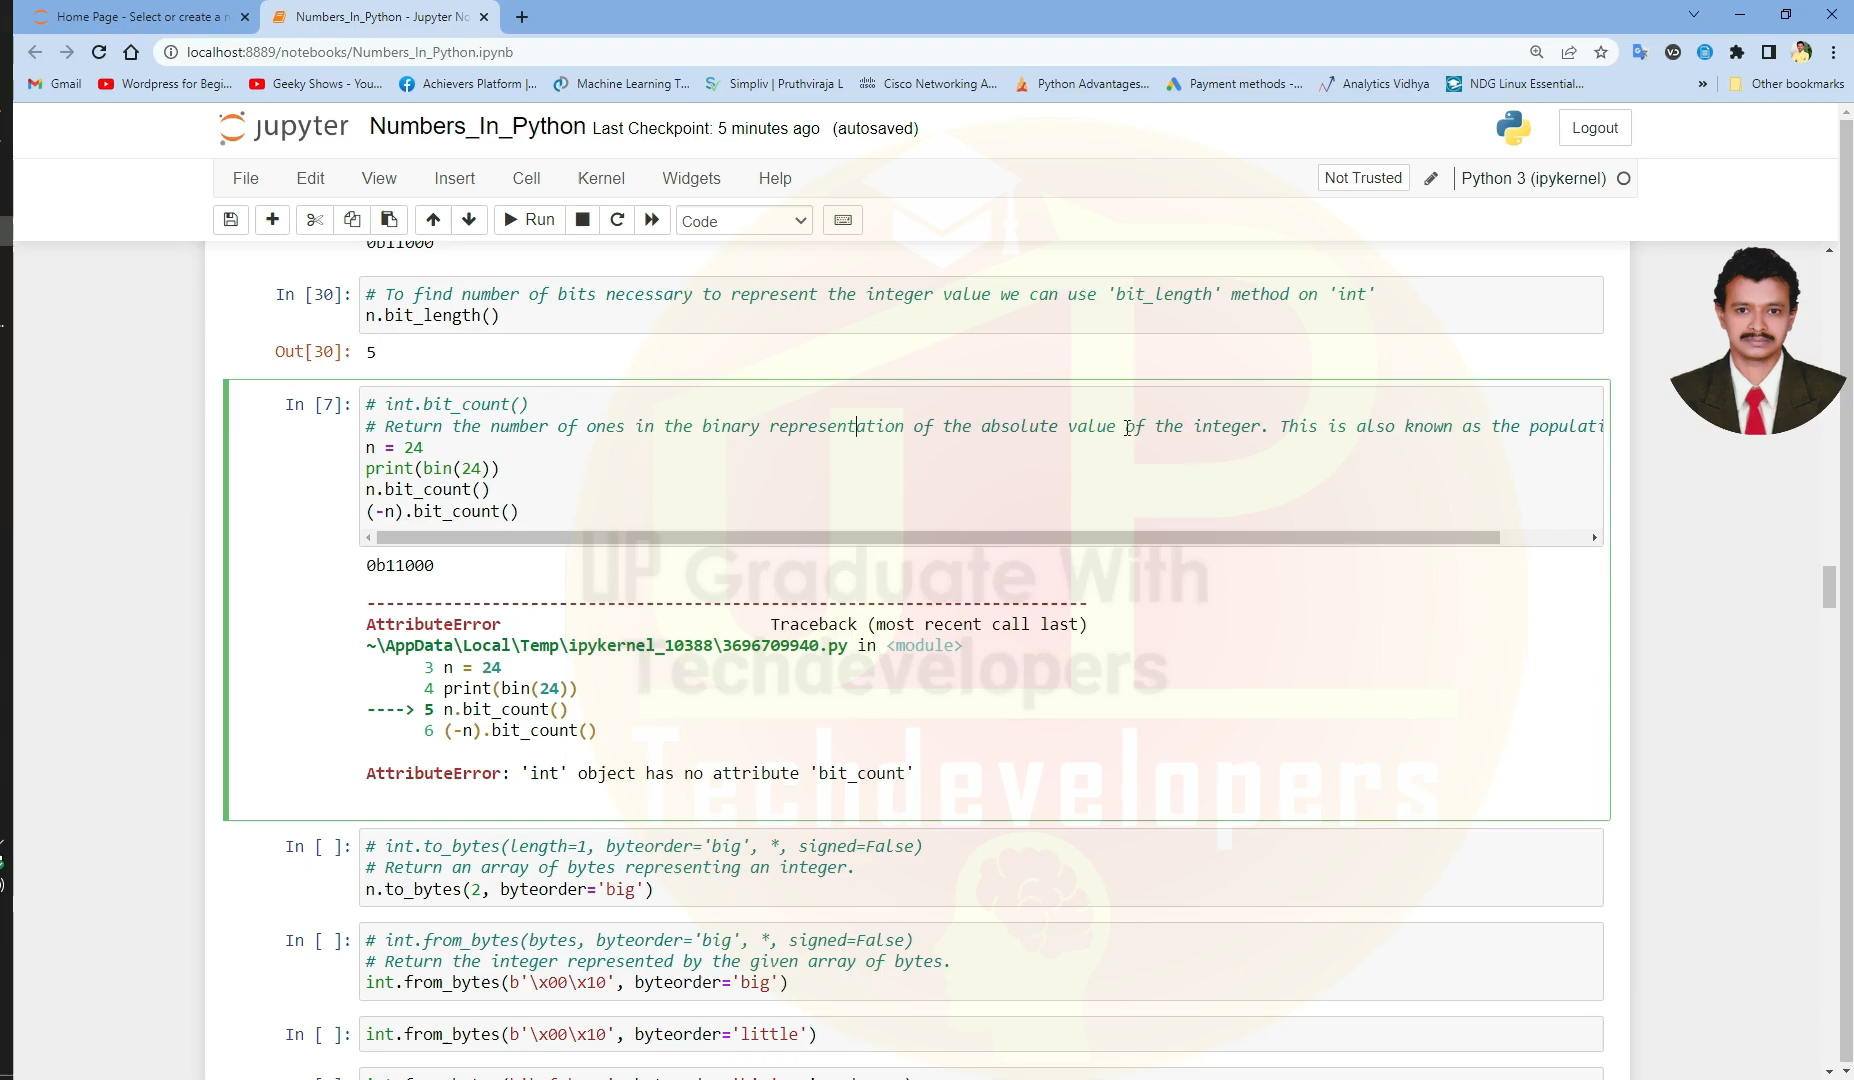 Home Page - Select or create a n
Numbers_In_Python - Jupyter No
localhost:8889/notebooks/Numbers_In_Python.ipynb
Gmail
Wordpress for Begi...
Geeky Shows - You...
Achievers Platform |...
Machine Learning T...
Simpliv | Pruthviraja L
Cisco Networking A...
Python Advantages...
Payment methods -...
Analytics Vidhya
NDG Linux Essential...
»
Other bookmarks
jupyter Numbers_In_Python Last Checkpoint: 5 minutes ago (autosaved)
Logout
File Edit View Insert Cell Kernel Widgets Help
Not Trusted
Python 3 (ipykernel)
Run
Code
0b11000
In [30]: # To find number of bits necessary to represent the integer value we can use 'bit_length' method on 'int'
n.bit_length()
Out[30]: 5
In [7]: # int.bit_count()
# Return the number of ones in the binary representation of the absolute value of the integer. This is also known as the populati
n = 24
print(bin(24))
n.bit_count()
(-n).bit_count()
0b11000
---------------------------------------------------------------------------
AttributeError Traceback (most recent call last)
~\AppData\Local\Temp\ipykernel_10388\3696709940.py in <module>
3 n = 24
4 print(bin(24))
----> 5 n.bit_count()
6 (-n).bit_count()
AttributeError: 'int' object has no attribute 'bit_count'
In [ ]: # int.to_bytes(length=1, byteorder='big', *, signed=False)
# Return an array of bytes representing an integer.
n.to_bytes(2, byteorder='big')
In [ ]: # int.from_bytes(bytes, byteorder='big', *, signed=False)
# Return the integer represented by the given array of bytes.
int.from_bytes(b'\x00\x10', byteorder='big')
In [ ]: int.from_bytes(b'\x00\x10', byteorder='little')
UP Graduate With
Techdevelopers
Techdevelopers